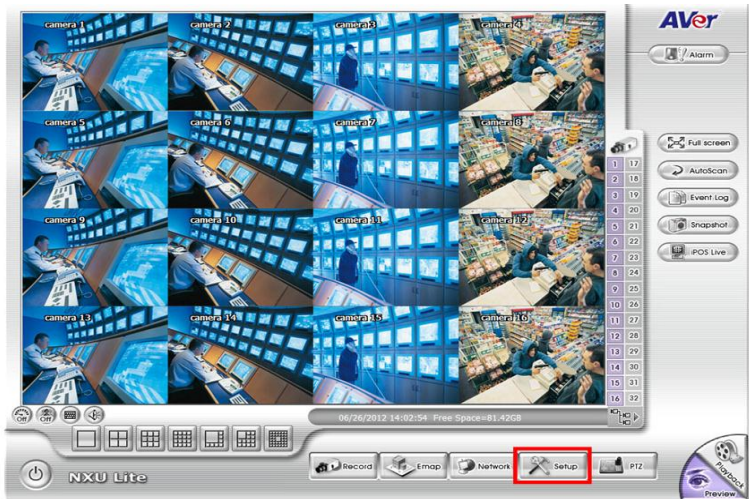 AVer
camera 1 camera 2 camera 3 camera 4
Alarm
camera 5 camera 6 camera 7 camera 8
Full screen
1 17
AutoScan
2 18
3 19
Event Log
4 20
camera 9 camera 10 camera 11 camera 12
5 21
Snapshot
6 22
7 23
iPOS Live
8 24
9 25
10 26
camera 13 camera 14 camera 15 camera 16
11 27
12 28
13 29
14 30
15 31
16 32
Off Off
06/26/2012 14:02:54 Free Space=81.42GB
NXU Lite
Record Emap Network Setup PTZ
Playback
Preview